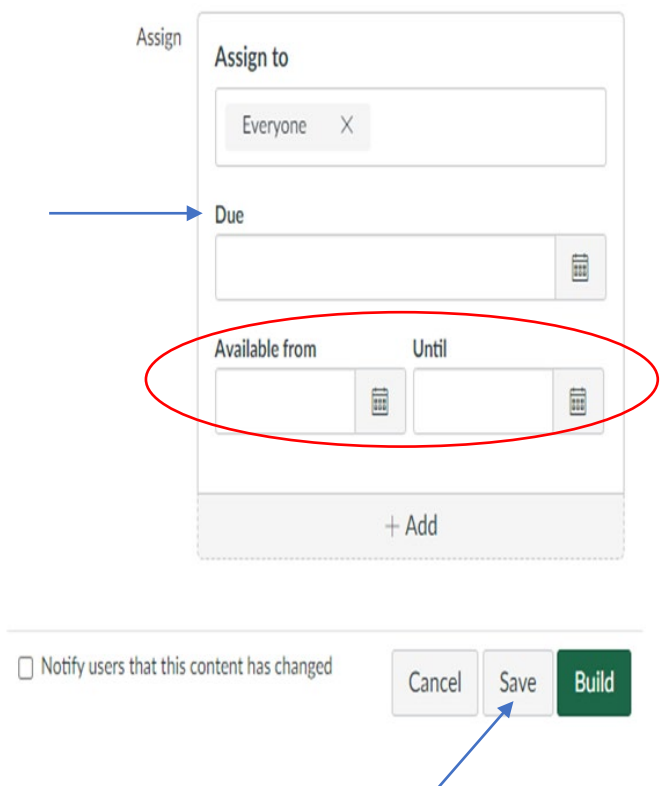 Assign
Assign to
Everyone X
Due
Available from Until
+ Add
Notify users that this content has changed
Cancel Save Build